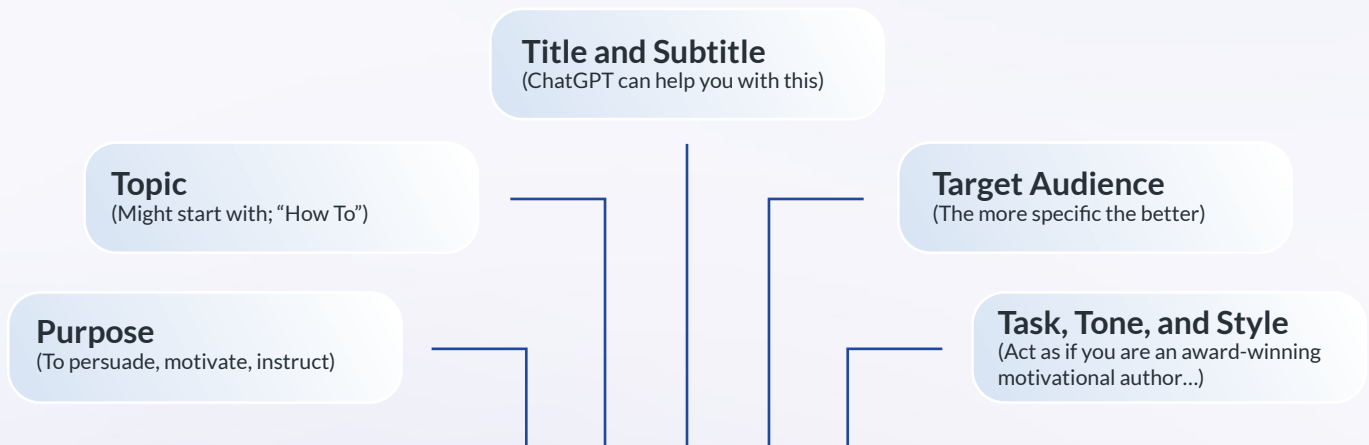 Title and Subtitle
(ChatGPT can help you with this)
Topic
(Might start with; “How To”)
Target Audience
(The more specific the better)
Purpose
(To persuade, motivate, instruct)
Task, Tone, and Style
(Act as if you are an award-winning
motivational author...)